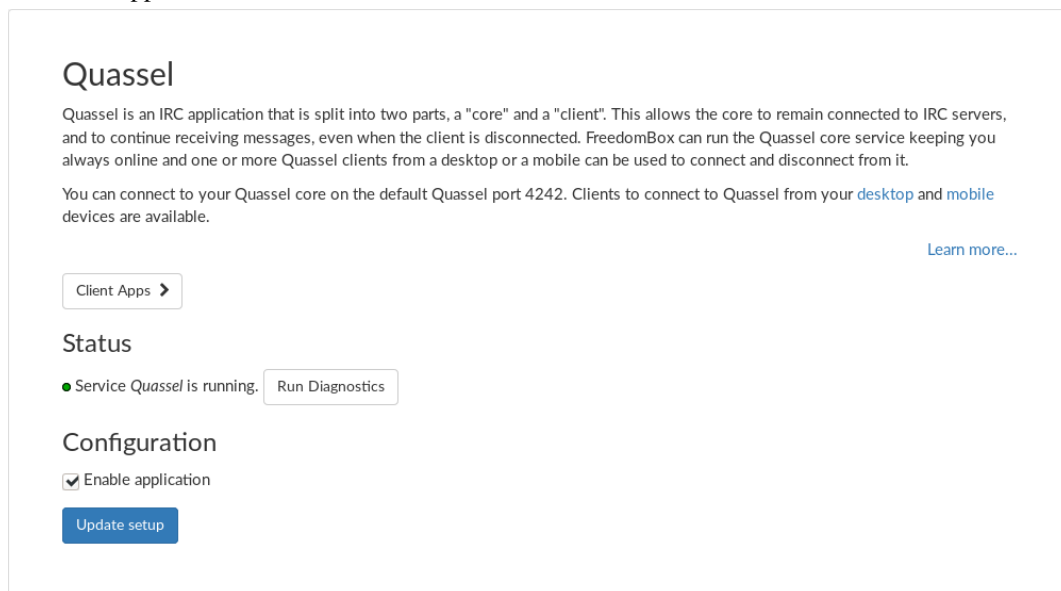 Quassel
Quassel is an IRC application that is split into two parts, a "core" and a "client". This allows the core to remain connected to IRC servers,
and to continue receiving messages, even when the client is disconnected. FreedomBox can run the Quassel core service keeping you
always online and one or more Quassel clients from a desktop or a mobile can be used to connect and disconnect from it.
You can connect to your Quassel core on the default Quassel port 4242. Clients to connect to Quassel from your desktop and mobile
devices are available.
Learn more...
Client Apps
Status
Service Quassel is running. Run Diagnostics
Configuration
Enable application
Update setup